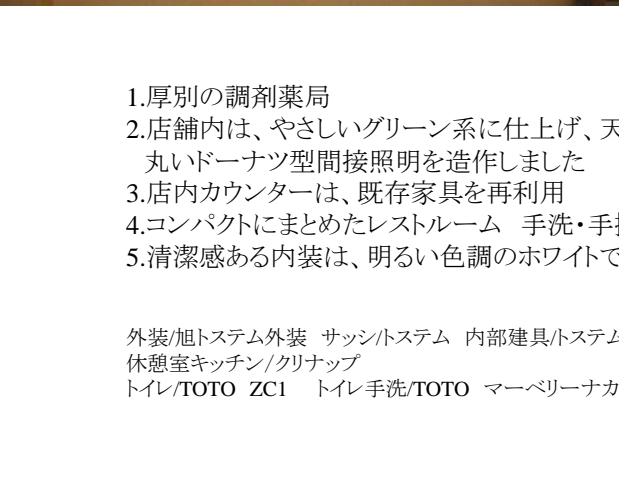 1.厚別の調剤薬局
2.店舗内は、やさしいグリーン系に仕上げ、天
丸いドーナツ型間接照明を造作しました
3.店内カウンターは、既存家具を再利用
4.コンパクトにまとめたレストルーム　手洗・手摺
5.清潔感ある内装は、明るい色調のホワイトで
外装/旭トステム外装　サッシ/トステム　内部建具/トステム
休憩室キッチン/クリナップ
トイレ/TOTO　ZC1　トイレ手洗/TOTO　マーベリーナカ